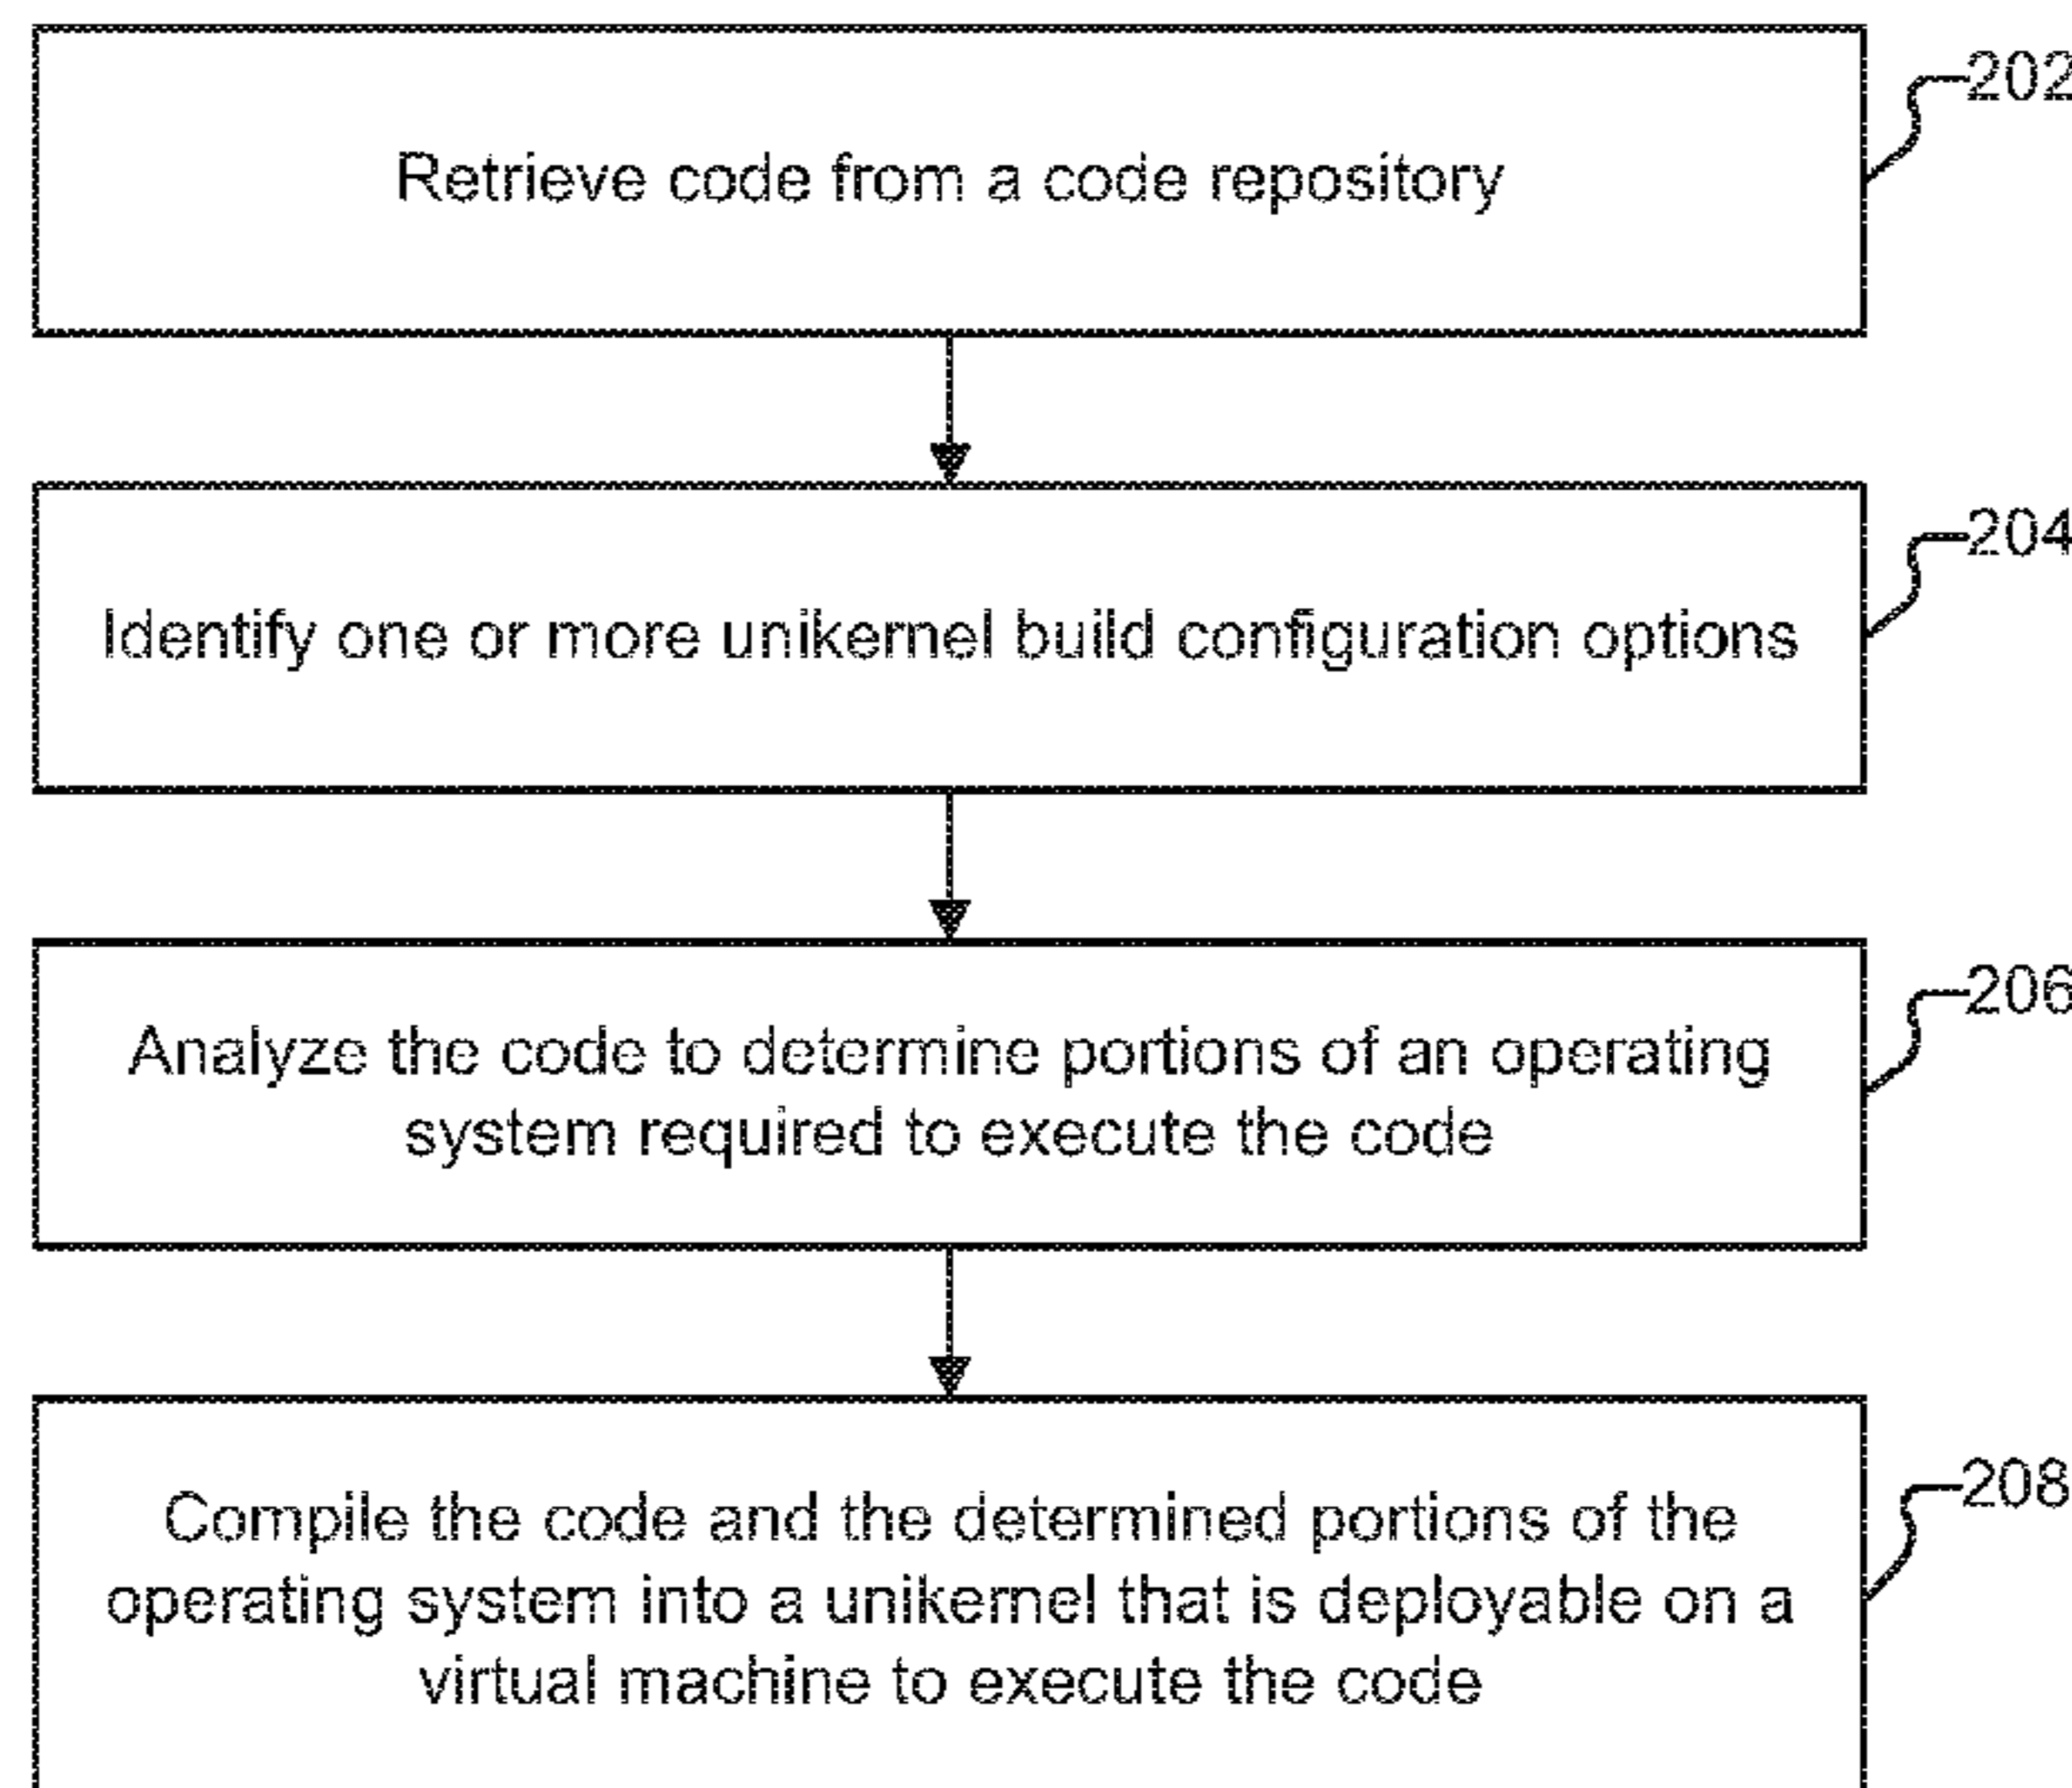 202
Retrieve code from a code repository
204
Identify one or more unikernel build configuration options
206
Analyze the code to determine portions of an operating
system required to execute the code
208
Compile the code and the determined portions of the
operating system into a unikernel that is deployable on a
virtual machine to execute the code